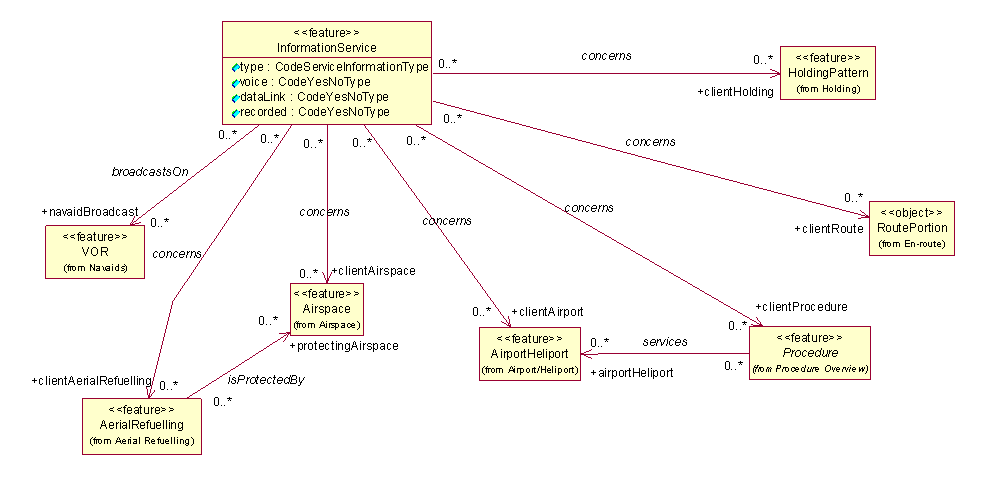 <<feature>>
InformationService
type : CodeServiceInformationType
voice : CodeYesNoType
dataLink : CodeYesNoType
recorded : CodeYesNoType
0..*
concerns
0..*
+clientHolding
<<feature>>
HoldingPattern
(from Holding)
0..*
concerns
0..*
+clientRoute
<<object>>
RoutePortion
(from En-route)
0..*
broadcastsOn
+navaidBroadcast
0..*
<<feature>>
VOR
(from Navaids)
0..*
concerns
+clientAerialRefuelling
0..*
<<feature>>
AerialRefuelling
(from Aerial Refuelling)
0..*
concerns
+clientAirspace
0..*
<<feature>>
Airspace
(from Airspace)
0..*
+protectingAirspace
isProtectedBy
0..*
0..*
concerns
+clientAirport
0..*
<<feature>>
AirportHeliport
(from Airport/Heliport)
0..*
concerns
+clientProcedure
0..*
<<feature>>
Procedure
(from Procedure Overview)
0..*
services
+airportHeliport
0..*